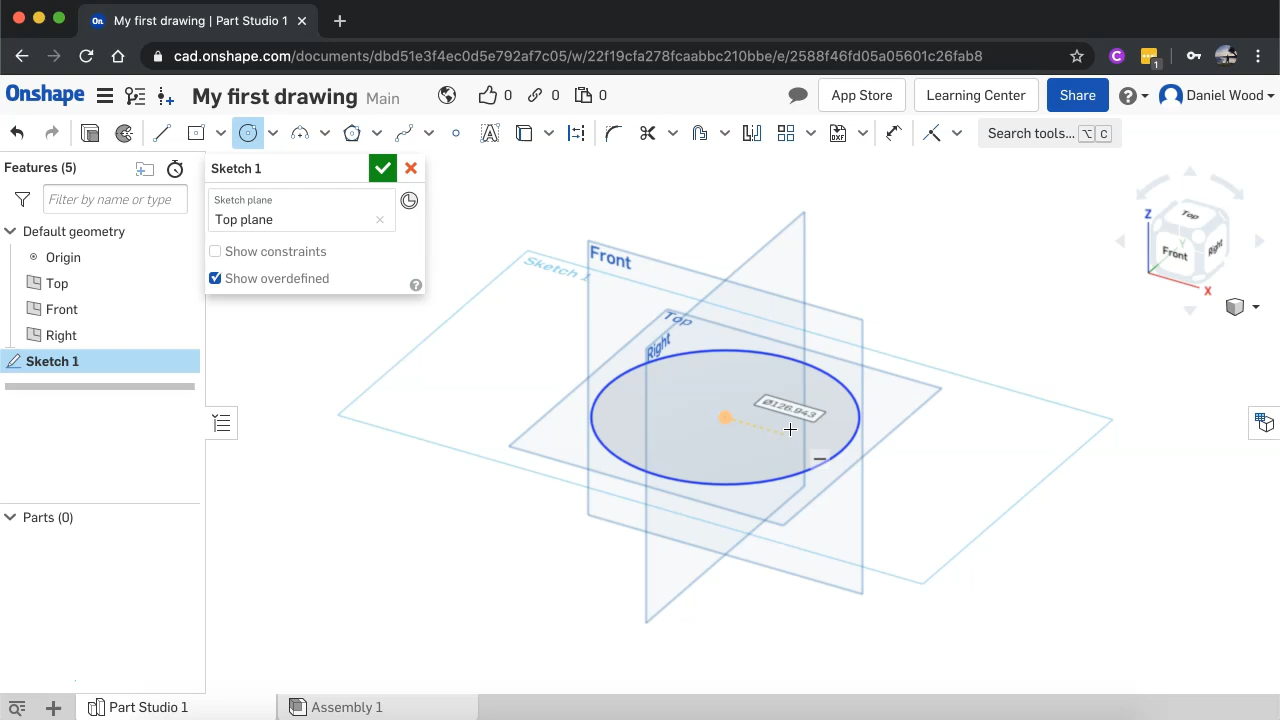 On My first drawing | Part Studio 1
cad.onshape.com/documents/dbd51e3f4ec0d5e792af7c05/w/22f19cfa278fcaabbc210bbe/e/2588f46fd05a05601c26fab8
1
Onshape My first drawing Main 0 0 0 App Store Learning Center Share Daniel Wood
Search tools... ⌥ C
Features (5)
Filter by name or type
Default geometry
Origin
Top
Front
Right
Sketch 1
Parts (0)
Sketch 1
Sketch plane
Top plane
Show constraints
Show overdefined
Sketch 1
Front
Top
Right
Ø126.943
Z
Top
Y
Front
Right
X
Part Studio 1
Assembly 1